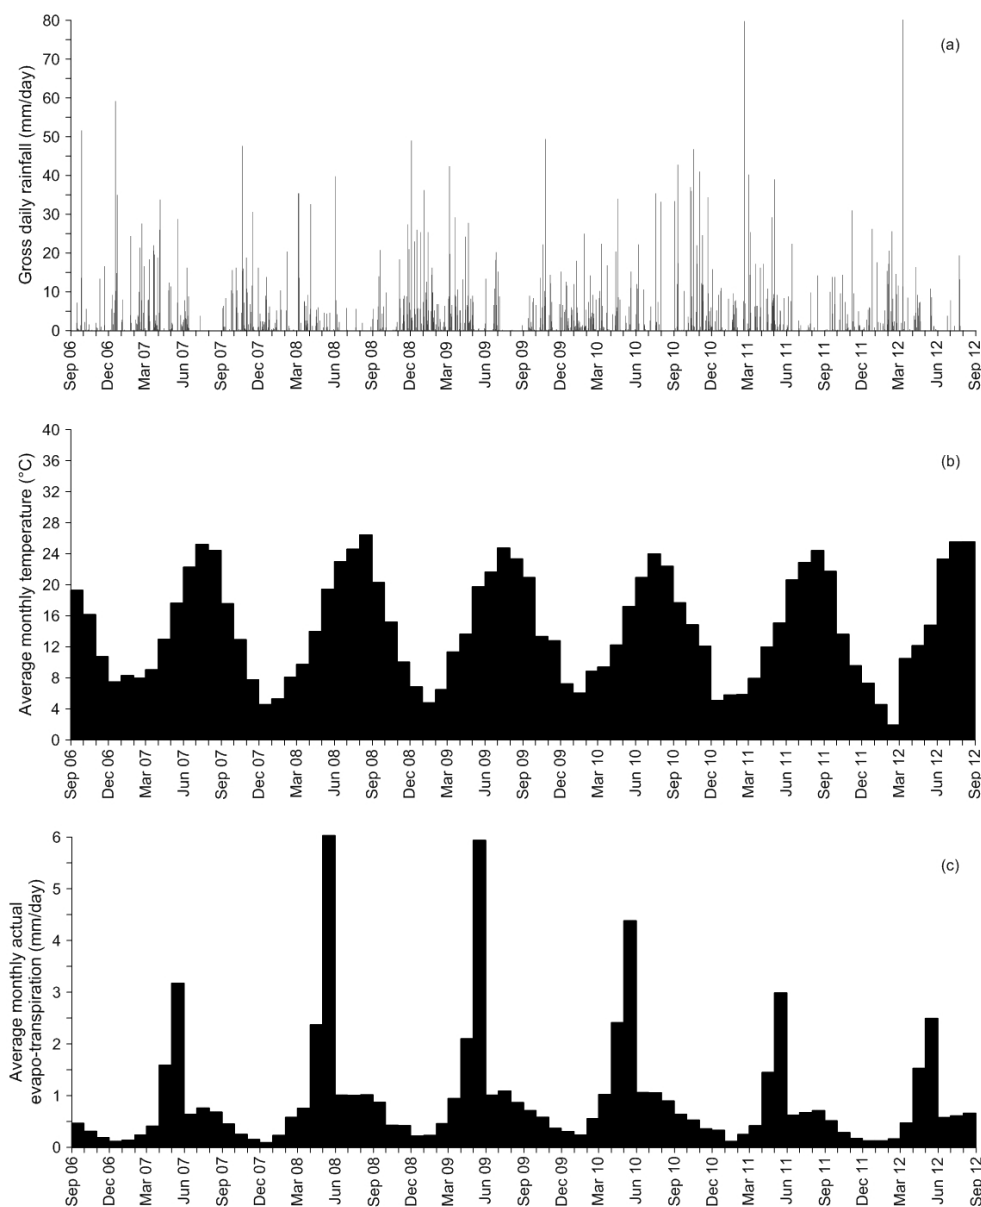 (a)
Gross daily rainfall (mm/day)
80
70
60
50
40
30
20
10
0
Sep 06
Dec 06
Mar 07
Jun 07
Sep 07
Dec 07
Mar 08
Jun 08
Sep 08
Dec 08
Mar 09
Jun 09
Sep 09
Dec 09
Mar 10
Jun 10
Sep 10
Dec 10
Mar 11
Jun 11
Sep 11
Dec 11
Mar 12
Jun 12
Sep 12
(b)
Average monthly temperature (°C)
40
36
32
28
24
20
16
12
8
4
0
Sep 06
Dec 06
Mar 07
Jun 07
Sep 07
Dec 07
Mar 08
Jun 08
Sep 08
Dec 08
Mar 09
Jun 09
Sep 09
Dec 09
Mar 10
Jun 10
Sep 10
Dec 10
Mar 11
Jun 11
Sep 11
Dec 11
Mar 12
Jun 12
Sep 12
(c)
Average monthly actual
evapo-transpiration (mm/day)
6
5
4
3
2
1
0
Sep 06
Dec 06
Mar 07
Jun 07
Sep 07
Dec 07
Mar 08
Jun 08
Sep 08
Dec 08
Mar 09
Jun 09
Sep 09
Dec 09
Mar 10
Jun 10
Sep 10
Dec 10
Mar 11
Jun 11
Sep 11
Dec 11
Mar 12
Jun 12
Sep 12